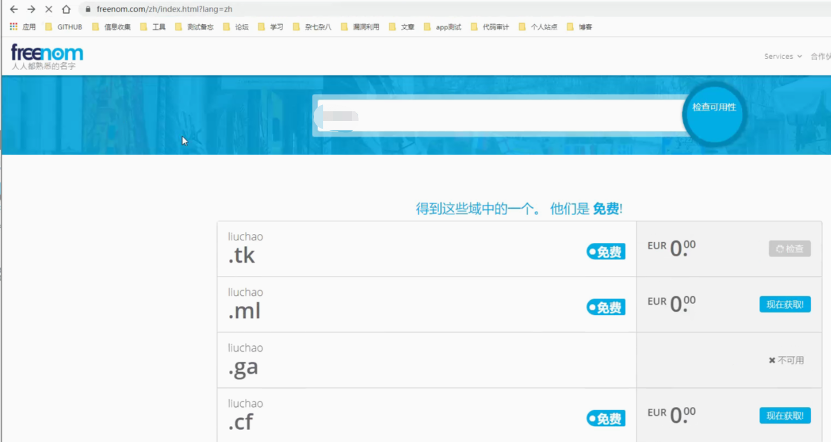 freenom.com/zh/index.html?lang=zh
应用 GITHUB 信息收集 工具 测试备忘 论坛 学习 杂七杂八 漏洞利用 文章 app测试 代码审计 个人站点 博客
freenom
人人都熟悉的名字
Services 合作伙
检查可用性
得到这些域中的一个。 他们是 免费!
liuchao
.tk 免费 EUR 0.00 检查
liuchao
.ml 免费 EUR 0.00 现在获取!
liuchao
.ga 不可用
liuchao
.cf 免费 EUR 0.00 现在获取!